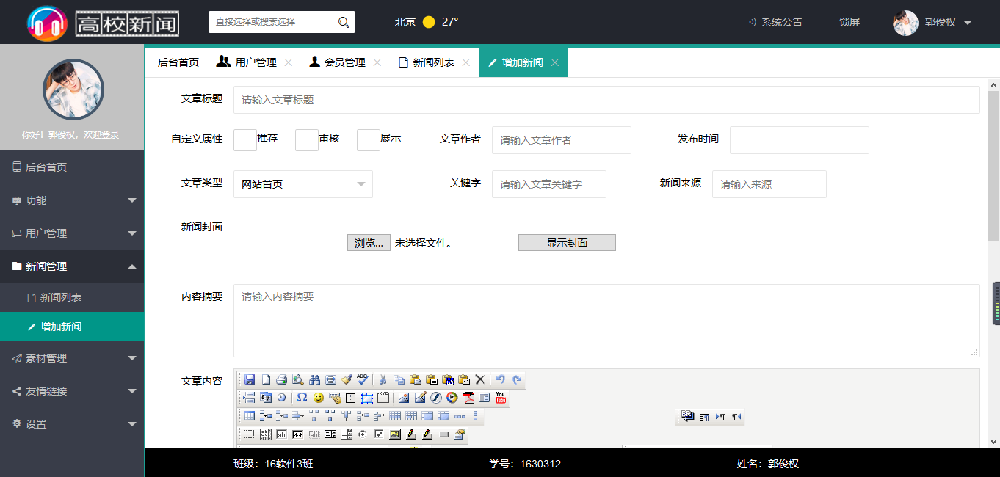 高校新闻
直接选择或搜索选择
北京 27°
系统公告
锁屏
郭俊权
后台首页
用户管理
会员管理
新闻列表
增加新闻
你好！郭俊权，欢迎登录
后台首页
功能
用户管理
新闻管理
新闻列表
增加新闻
素材管理
友情链接
设置
文章标题 请输入文章标题
自定义属性 推荐 审核 展示 文章作者 请输入文章作者 发布时间
文章类型 网站首页 关键字 请输入文章关键字 新闻来源 请输入来源
新闻封面
浏览... 未选择文件。 显示封面
内容摘要 请输入内容摘要
文章内容
班级：16软件3班 学号：1630312 姓名：郭俊权